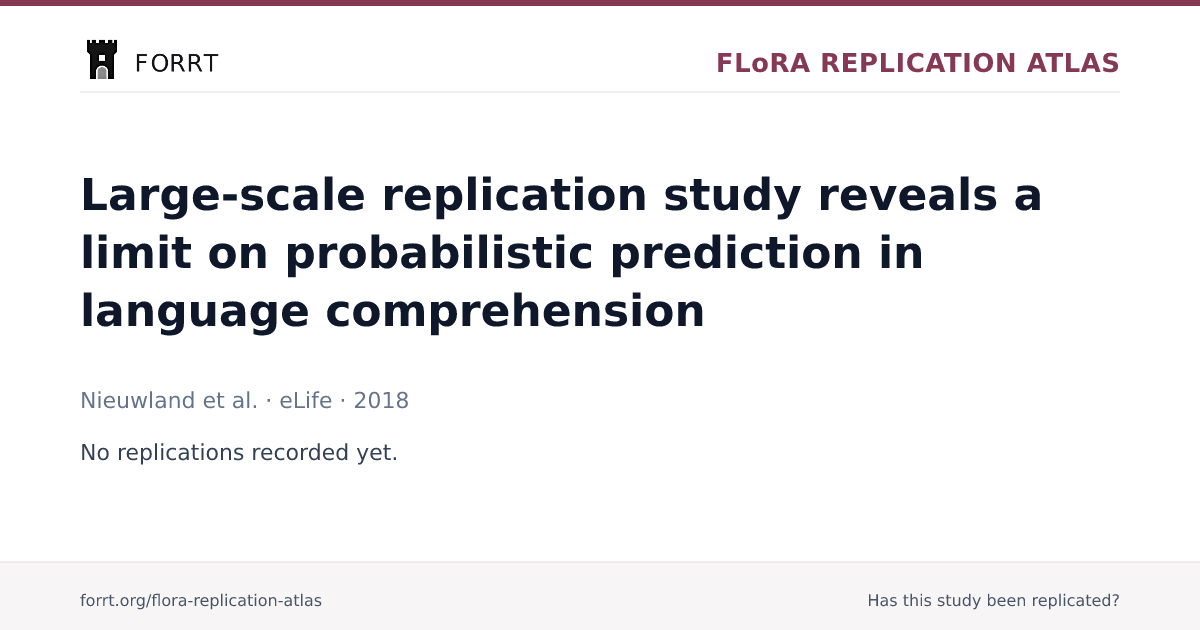 FORRT
FLoRA REPLICATION ATLAS
Large-scale replication study reveals a
limit on probabilistic prediction in
language comprehension
Nieuwland et al. · eLife · 2018
No replications recorded yet.
forrt.org/flora-replication-atlas
Has this study been replicated?